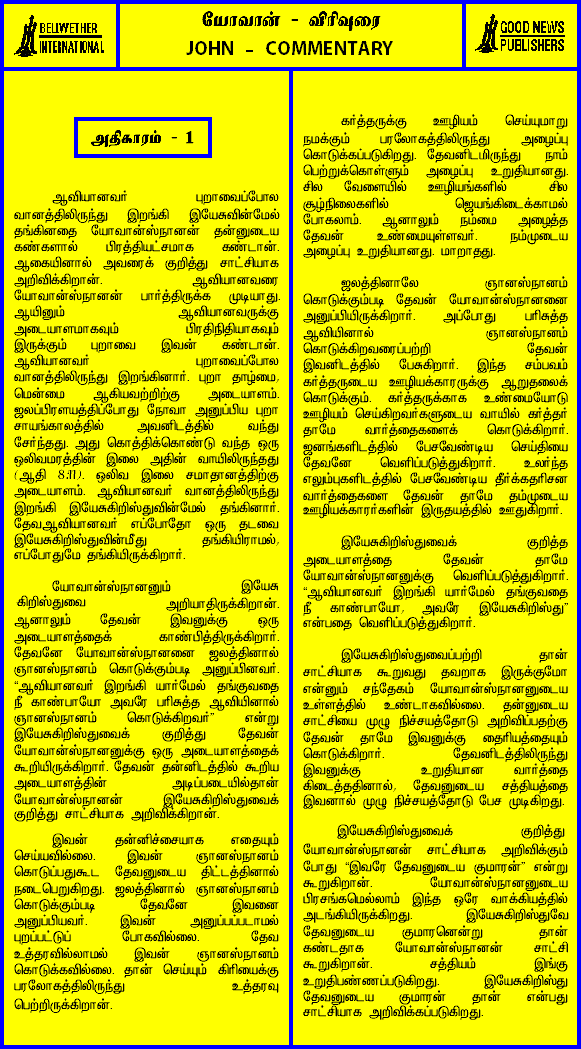 BELLWETHER
INTERNATIONAL
யோவான் - விரிவுரை
JOHN - COMMENTARY
GOOD NEWS
PUBLISHERS
அதிகாரம் - 1
ஆவியானவர் புறாவைப்போல
வானத்திலிருந்து இறங்கி இயேசுவின்மேல்
தங்கினதை யோவான்ஸ்நானன் தன்னுடைய
கண்களால் பிரத்தியட்சமாக கண்டான்.
ஆகையினால் அவரைக் குறித்து சாட்சியாக
அறிவிக்கிறான். ஆவியானவரை
யோவான்ஸ்நானன் பார்த்திருக்க முடியாது.
ஆயினும் ஆவியானவருக்கு
அடையாளமாகவும் பிரதிநிதியாகவும்
இருக்கும் புறாவை இவன் கண்டான்.
ஆவியானவர் புறாவைப்போல
வானத்திலிருந்து இறங்கினார். புறா தாழ்மை,
மென்மை ஆகியவற்றிற்கு அடையாளம்.
ஜலப்பிரளயத்திப்போது நோவா அனுப்பிய புறா
சாயங்காலத்தில் அவனிடத்தில் வந்து
சேர்ந்தது. அது கொத்திக்கொண்டு வந்த ஒரு
ஒலிவமரத்தின் இலை அதின் வாயிலிருந்தது
(ஆதி 8:11). ஒலிவ இலை சமாதானத்திற்கு
அடையாளம். ஆவியானவர் வானத்திலிருந்து
இறங்கி இயேசுகிறிஸ்துவின்மேல் தங்கினார்.
தேவஆவியானவர் எப்போதோ ஒரு தடவை
இயேசுகிறிஸ்துவின்மீது தங்கியிராமல்,
எப்போதுமே தங்கியிருக்கிறார்.
யோவான்ஸ்நானனும் இயேசு
கிறிஸ்துவை அறியாதிருக்கிறான்.
ஆனாலும் தேவன் இவனுக்கு ஒரு
அடையாளத்தைக் காண்பித்திருக்கிறார்.
தேவனே யோவான்ஸ்நானனை ஜலத்தினால்
ஞானஸ்நானம் கொடுக்கும்படி அனுப்பினவர்.
“ஆவியானவர் இறங்கி யார்மேல் தங்குவதை
நீ காண்பாயோ அவரே பரிசுத்த ஆவியினால்
ஞானஸ்நானம் கொடுக்கிறவர்” என்று
இயேசுகிறிஸ்துவைக் குறித்து தேவன்
யோவான்ஸ்நானனுக்கு ஒரு அடையாளத்தைக்
கூறியிருக்கிறார். தேவன் தன்னிடத்தில் கூறிய
அடையாளத்தின் அடிப்படையில்தான்
யோவான்ஸ்நானன் இயேசுகிறிஸ்துவைக்
குறித்து சாட்சியாக அறிவிக்கிறான்.
இவன் தன்னிச்சையாக எதையும்
செய்யவில்லை. இவன் ஞானஸ்நானம்
கொடுப்பதுகூட தேவனுடைய திட்டத்தினால்
நடைபெறுகிறது. ஜலத்தினால் ஞானஸ்நானம்
கொடுக்கும்படி தேவனே இவனை
அனுப்பியவர். இவன் அனுப்பப்படாமல்
புறப்பட்டுப் போகவில்லை. தேவ
உத்தரவில்லாமல் இவன் ஞானஸ்நானம்
கொடுக்கவில்லை. தான் செய்யும் கிரியைக்கு
பரலோகத்திலிருந்து உத்தரவு
பெற்றிருக்கிறான்.
கர்த்தருக்கு ஊழியம் செய்யுமாறு
நமக்கும் பரலோகத்திலிருந்து அழைப்பு
கொடுக்கப்படுகிறது. தேவனிடமிருந்து நாம்
பெற்றுக்கொள்ளும் அழைப்பு உறுதியானது.
சில வேளையில் ஊழியங்களில் சில
சூழ்நிலைகளில் ஜெயங்கிடைக்காமல்
போகலாம். ஆனாலும் நம்மை அழைத்த
தேவன் உண்மையுள்ளவர். நம்முடைய
அழைப்பு உறுதியானது. மாறாதது.
ஜலத்தினாலே ஞானஸ்நானம்
கொடுக்கும்படி தேவன் யோவான்ஸ்நானனை
அனுப்பியிருக்கிறார். அப்போது பரிசுத்த
ஆவியினால் ஞானஸ்நானம்
கொடுக்கிறவரைப்பற்றி தேவன்
இவனிடத்தில் பேசுகிறார். இந்த சம்பவம்
கர்த்தருடைய ஊழியக்காரருக்கு ஆறுதலைக்
கொடுக்கும். கர்த்தருக்காக உண்மையோடு
ஊழியம் செய்கிறவர்களுடைய வாயில் கர்த்தர்
தாமே வார்த்தைகளைக் கொடுக்கிறார்.
ஜனங்களிடத்தில் பேசவேண்டிய செய்தியை
தேவனே வெளிப்படுத்துகிறார். உலர்ந்த
எலும்புகளிடத்தில் பேசவேண்டிய தீர்க்கதரிசன
வார்த்தைகளை தேவன் தாமே தம்முடைய
ஊழியக்காரர்களின் இருதயத்தில் ஊதுகிறார்.
இயேசுகிறிஸ்துவைக் குறித்த
அடையாளத்தை தேவன் தாமே
யோவான்ஸ்நானனுக்கு வெளிப்படுத்துகிறார்.
“ஆவியானவர் இறங்கி யார்மேல் தங்குவதை
நீ காண்பாயோ, அவரே இயேசுகிறிஸ்து”
என்பதை வெளிப்படுத்துகிறார்.
இயேசுகிறிஸ்துவைப்பற்றி தான்
சாட்சியாக கூறுவது தவறாக இருக்குமோ
என்னும் சந்தேகம் யோவான்ஸ்நானனுடைய
உள்ளத்தில் உண்டாகவில்லை. தன்னுடைய
சாட்சியை முழு நிச்சயத்தோடு அறிவிப்பதற்கு
தேவன் தாமே இவனுக்கு தைரியத்தையும்
கொடுக்கிறார். தேவனிடத்திலிருந்து
இவனுக்கு உறுதியான வார்த்தை
கிடைத்ததினால், தேவனுடைய சத்தியத்தை
இவனால் முழு நிச்சயத்தோடு பேச முடிகிறது.
இயேசுகிறிஸ்துவைக் குறித்து
யோவான்ஸ்நானன் சாட்சியாக அறிவிக்கும்
போது “இவரே தேவனுடைய குமாரன்” என்று
கூறுகிறான். யோவான்ஸ்நானனுடைய
பிரசங்கமெல்லாம் இந்த ஒரே வாக்கியத்தில்
அடங்கியிருக்கிறது. இயேசுகிறிஸ்துவே
தேவனுடைய குமாரனென்று தான்
கண்டதாக யோவான்ஸ்நானன் சாட்சி
கூறுகிறான். சத்தியம் இங்கு
உறுதிபண்ணப்படுகிறது. இயேசுகிறிஸ்து
தேவனுடைய குமாரன் தான் என்பது
சாட்சியாக அறிவிக்கப்படுகிறது.